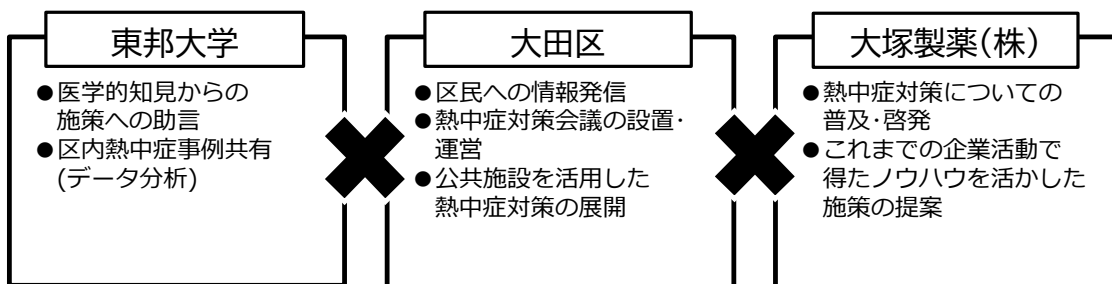 東邦大学
●医学的知見からの
施策への助言
●区内熱中症事例共有
(データ分析)
大田区
●区民への情報発信
●熱中症対策会議の設置・
運営
●公共施設を活用した
熱中症対策の展開
大塚製薬(株)
●熱中症対策についての
普及・啓発
●これまでの企業活動で
得たノウハウを活かした
施策の提案